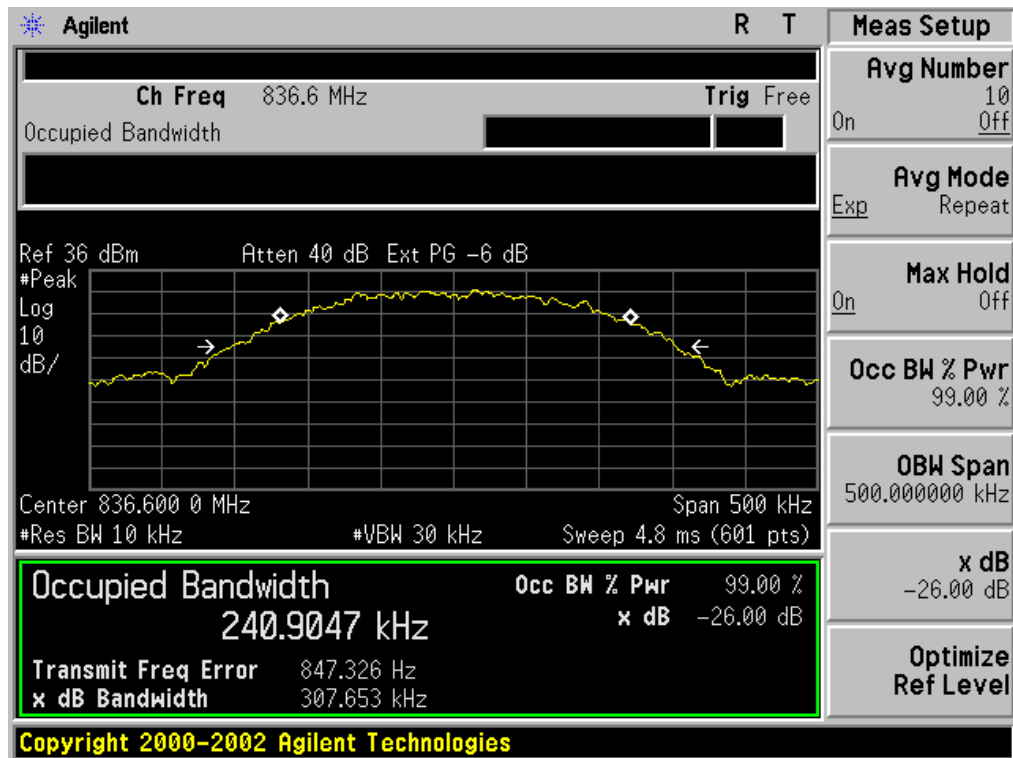 Agilent R T
Ch Freq 836.6 MHz Trig Free
Occupied Bandwidth
Ref 36 dBm Atten 40 dB Ext PG -6 dB
#Peak
Log
10
dB/
Center 836.600 0 MHz Span 500 kHz
#Res BW 10 kHz #VBW 30 kHz Sweep 4.8 ms (601 pts)
Occupied Bandwidth
240.9047 kHz
Occ BW % Pwr 99.00 %
x dB -26.00 dB
Transmit Freq Error 847.326 Hz
x dB Bandwidth 307.653 kHz
Meas Setup
Avg Number
10
On Off
Avg Mode
Exp Repeat
Max Hold
On Off
Occ BW % Pwr
99.00 %
OBW Span
500.000000 kHz
x dB
-26.00 dB
Optimize
Ref Level
Copyright 2000-2002 Agilent Technologies